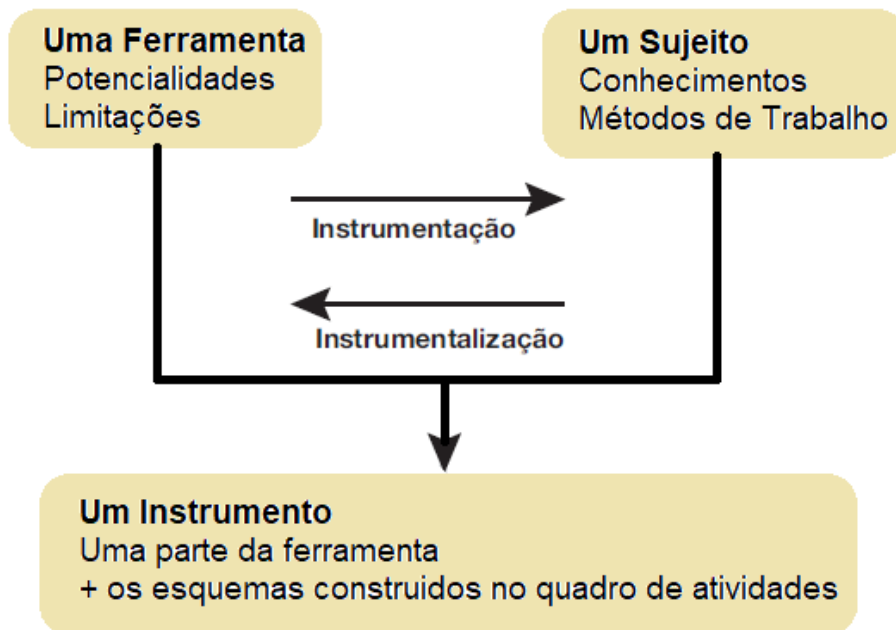 Uma Ferramenta
Potencialidades
Limitações
Um Sujeito
Conhecimentos
Métodos de Trabalho
Instrumentação
Instrumentalização
Um Instrumento
Uma parte da ferramenta
+ os esquemas construidos no quadro de atividades